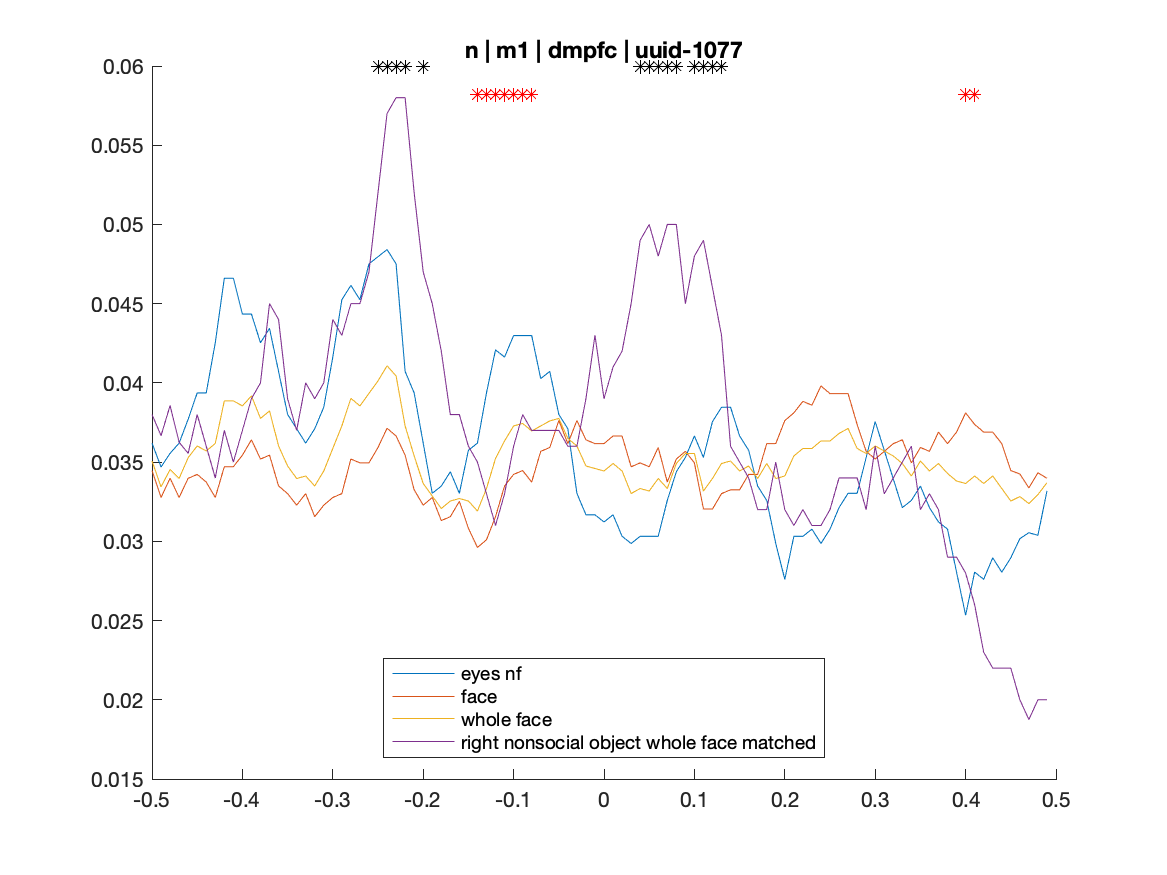 n | m1 | dmpfc | uuid-1077
0.06
0.055
0.05
0.045
0.04
0.035
0.03
0.025
0.02
0.015
eyes nf
face
whole face
right nonsocial object whole face matched
-0.5 -0.4 -0.3 -0.2 -0.1 0 0.1 0.2 0.3 0.4 0.5